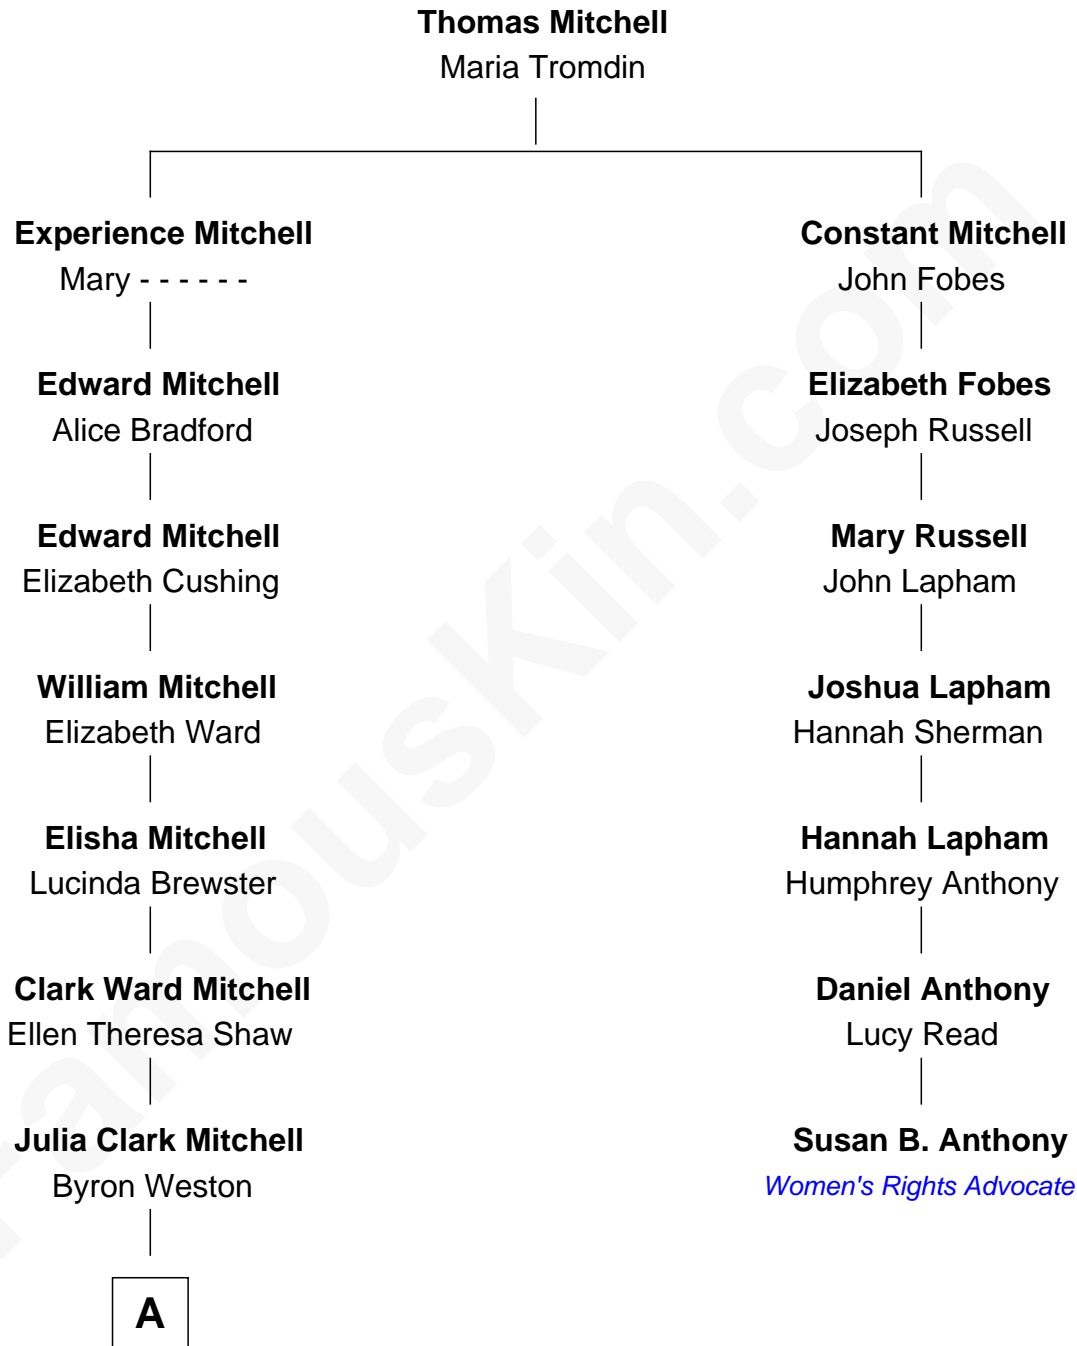 Thomas Mitchell
Maria Tromdin
Experience Mitchell
Mary - - - - - -
Constant Mitchell
John Fobes
Edward Mitchell
Alice Bradford
Elizabeth Fobes
Joseph Russell
Edward Mitchell
Elizabeth Cushing
Mary Russell
John Lapham
William Mitchell
Elizabeth Ward
Joshua Lapham
Hannah Sherman
Elisha Mitchell
Lucinda Brewster
Hannah Lapham
Humphrey Anthony
Clark Ward Mitchell
Ellen Theresa Shaw
Daniel Anthony
Lucy Read
Julia Clark Mitchell
Byron Weston
Susan B. Anthony
Women's Rights Advocate
A
FamousKin.com